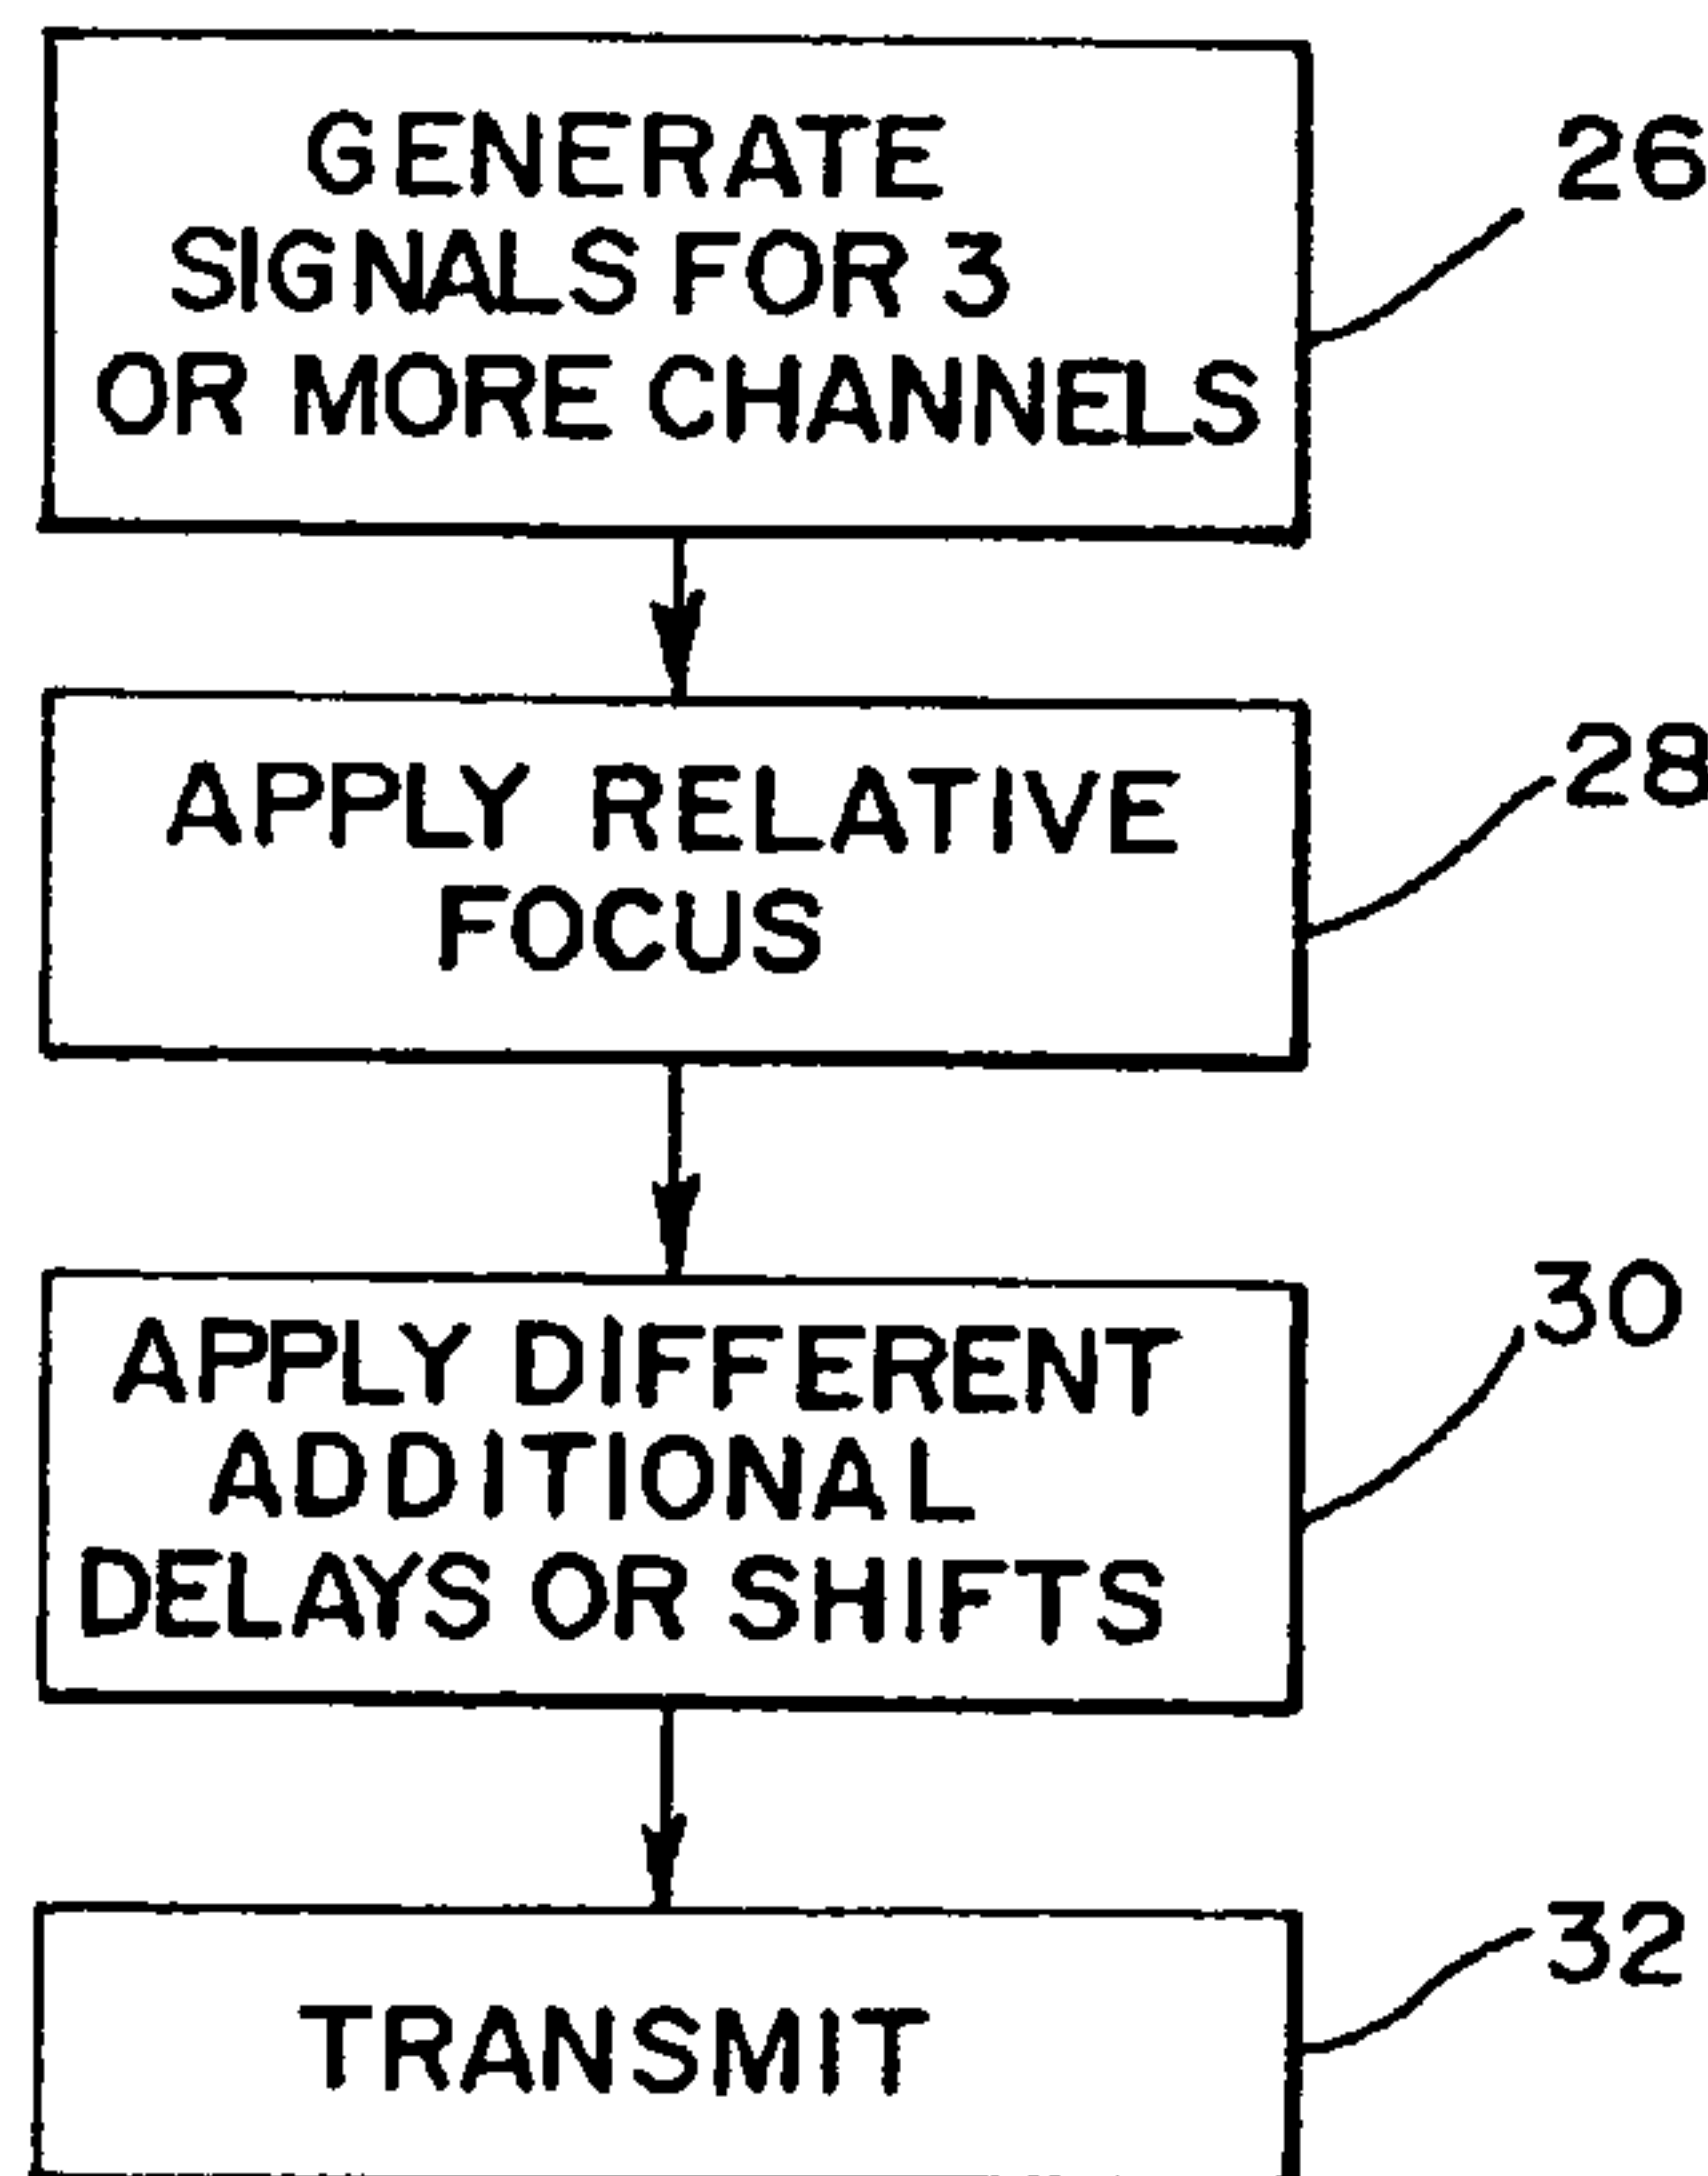 GENERATE
SIGNALS FOR 3
OR MORE CHANNELS
26
APPLY RELATIVE
FOCUS
28
APPLY DIFFERENT
ADDITIONAL
DELAYS OR SHIFTS
30
TRANSMIT
32